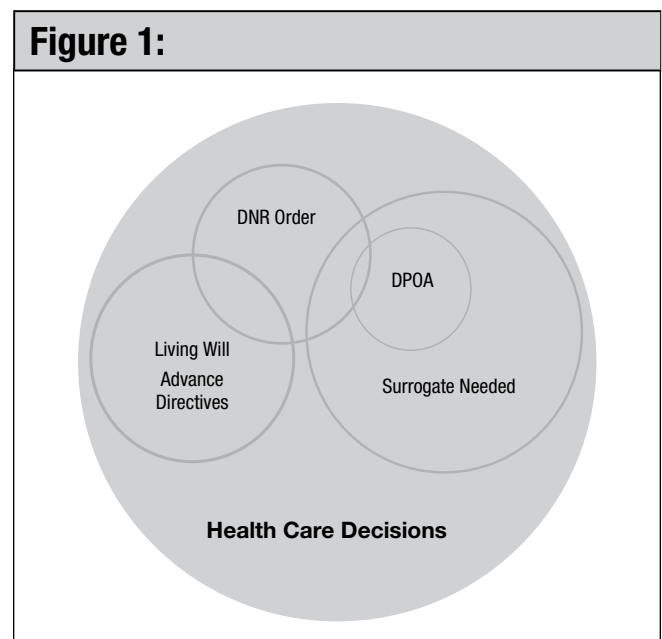 Figure 1:
DNR Order
DPOA
Living Will
Advance
Directives
Surrogate Needed
Health Care Decisions